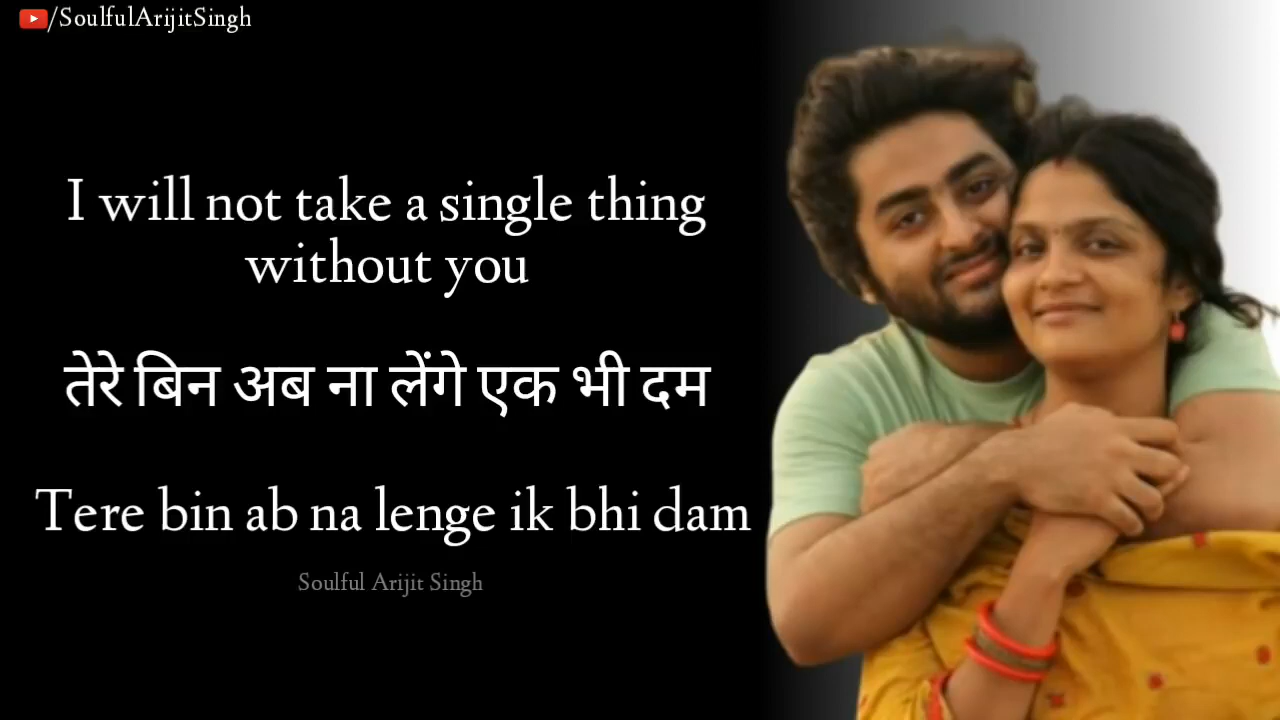 /SoulfulArijitSingh
I will not take a single thing
without you
तेरे बिन अब ना लेंगे एक भी दम
Tere bin ab na lenge ik bhi dam
Soulful Arijit Singh